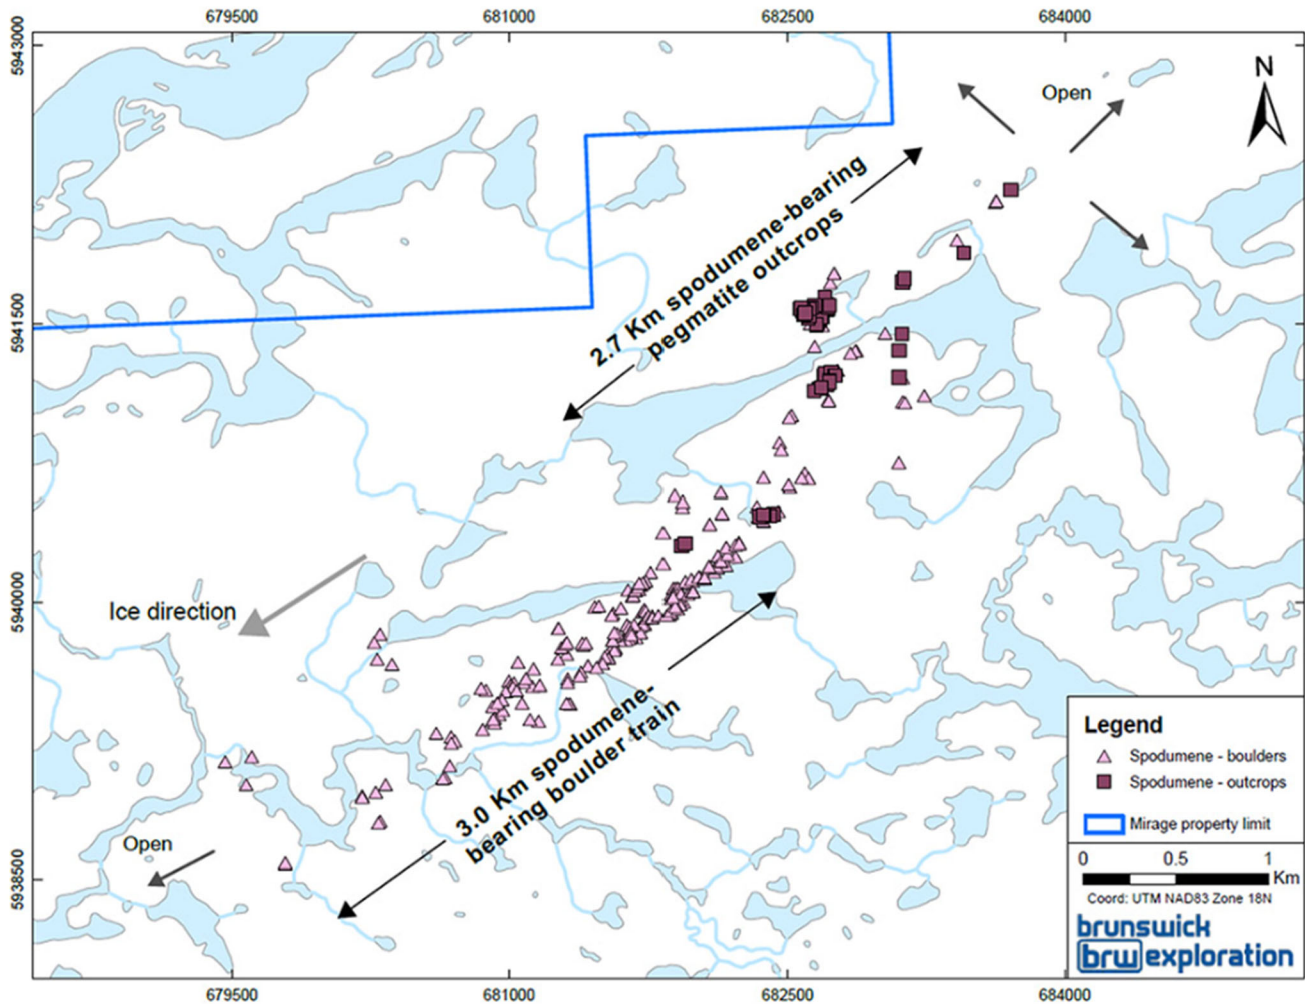 679500 681000 682500 684000
5943000
Open
N
2.7 Km spodumene-bearing
pegmatite outcrops
5941500
Ice direction
5940000
3.0 Km spodumene-
bearing boulder train
Open
5938500
Legend
Spodumene - boulders
Spodumene - outcrops
Mirage property limit
0 0.5 1
Km
Coord: UTM NAD83 Zone 18N
brunswick
brw exploration
679500 681000 682500 684000